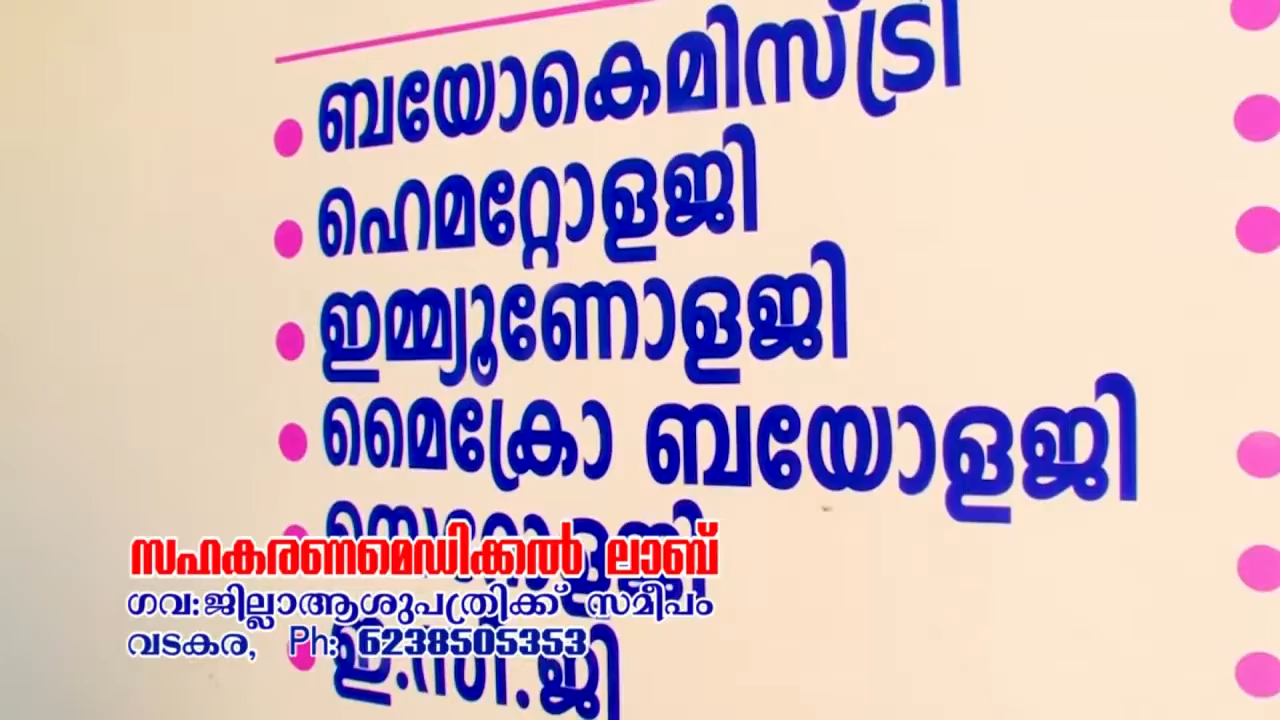 ബയോകെമിസ്ട്രി
ഹെമറ്റോളജി
ഇമ്മ്യൂണോളജി
മൈക്രോ ബയോളജി
സഹകരണമെഡിക്കൽ ലാബ്
ഗവ:ജില്ലാആശുപത്രിക്ക് സമീപം
വടകര, Ph: 6238505353
ഇ.സി.ജി